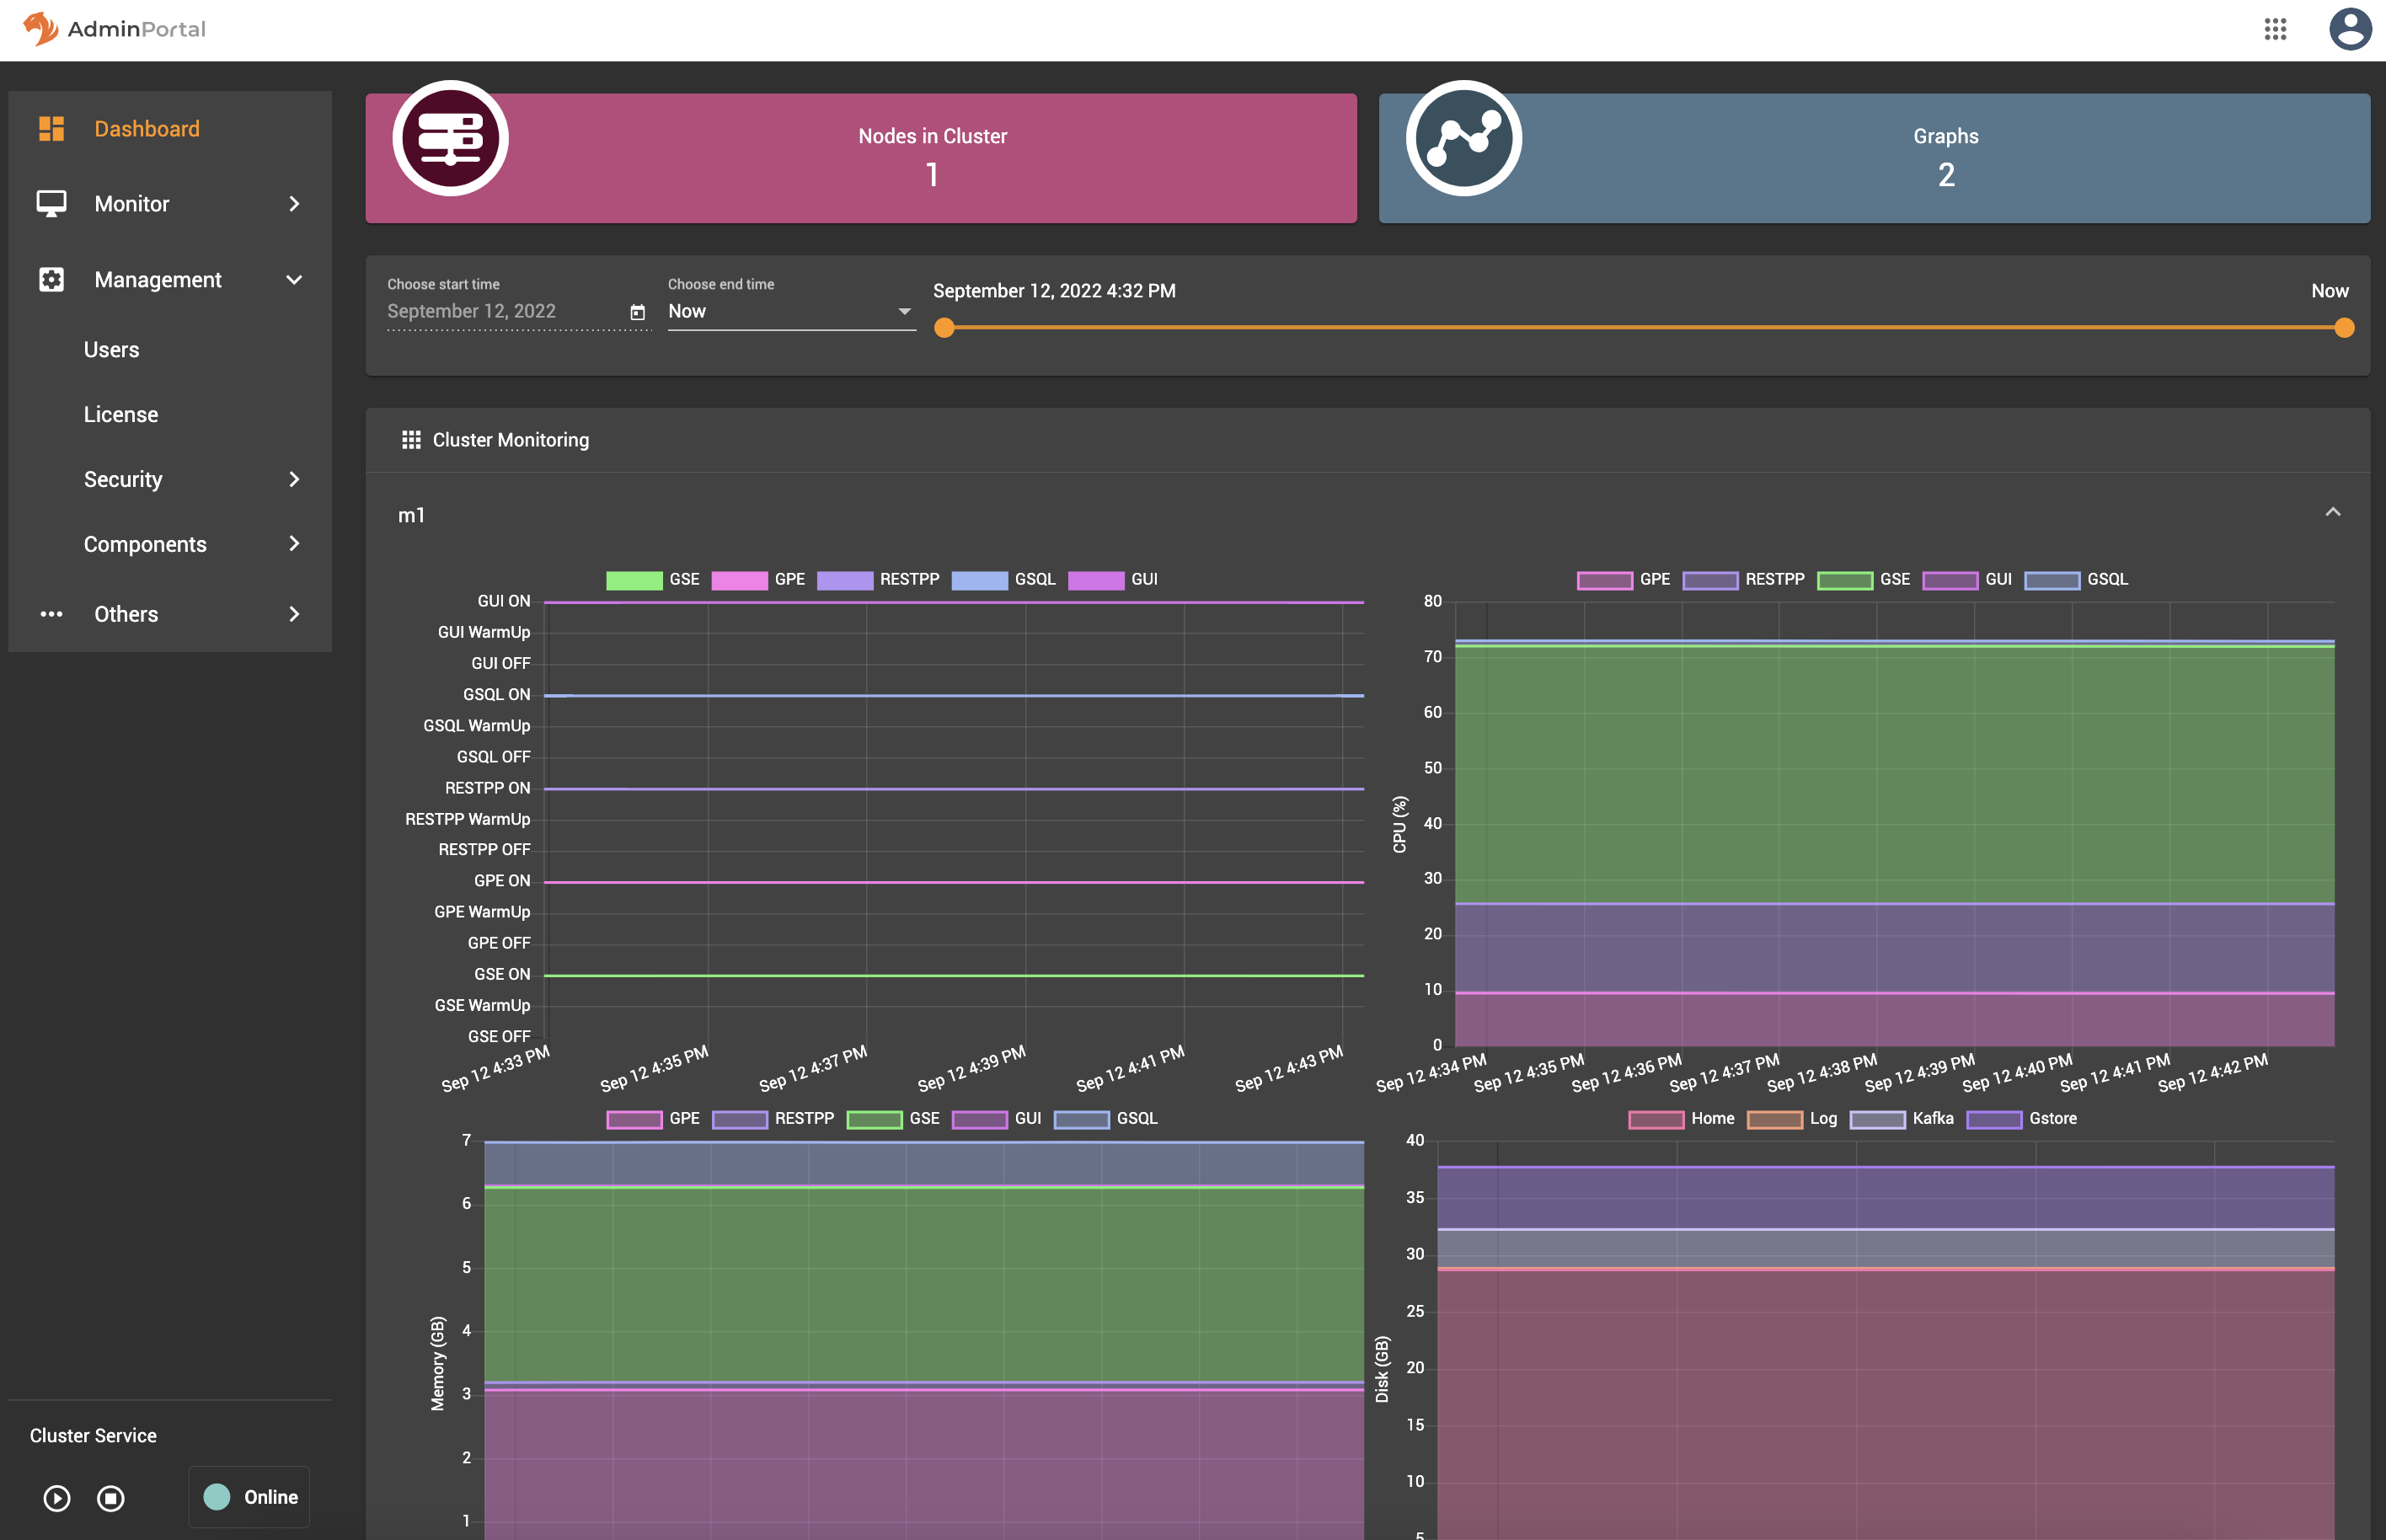 AdminPortal
Dashboard
Monitor
Management
Users
License
Security
Components
Others
Cluster Service
Online
Nodes in Cluster
1
Graphs
2
Choose start time
September 12, 2022
Choose end time
Now
September 12, 2022 4:32 PM
Now
Cluster Monitoring
m1
GSE GPE RESTPP GSQL GUI
GUI ON
GUI WarmUp
GUI OFF
GSQL ON
GSQL WarmUp
GSQL OFF
RESTPP ON
RESTPP WarmUp
RESTPP OFF
GPE ON
GPE WarmUp
GPE OFF
GSE ON
GSE WarmUp
GSE OFF
Sep 12 4:33 PM Sep 12 4:35 PM Sep 12 4:37 PM Sep 12 4:39 PM Sep 12 4:41 PM Sep 12 4:43 PM
GPE RESTPP GSE GUI GSQL
CPU (%)
80
70
60
50
40
30
20
10
0
Sep 12 4:34 PM Sep 12 4:35 PM Sep 12 4:36 PM Sep 12 4:37 PM Sep 12 4:38 PM Sep 12 4:39 PM Sep 12 4:40 PM Sep 12 4:41 PM Sep 12 4:42 PM
GPE RESTPP GSE GUI GSQL
Memory (GB)
7
6
5
4
3
2
1
Home Log Kafka Gstore
Disk (GB)
40
35
30
25
20
15
10
5